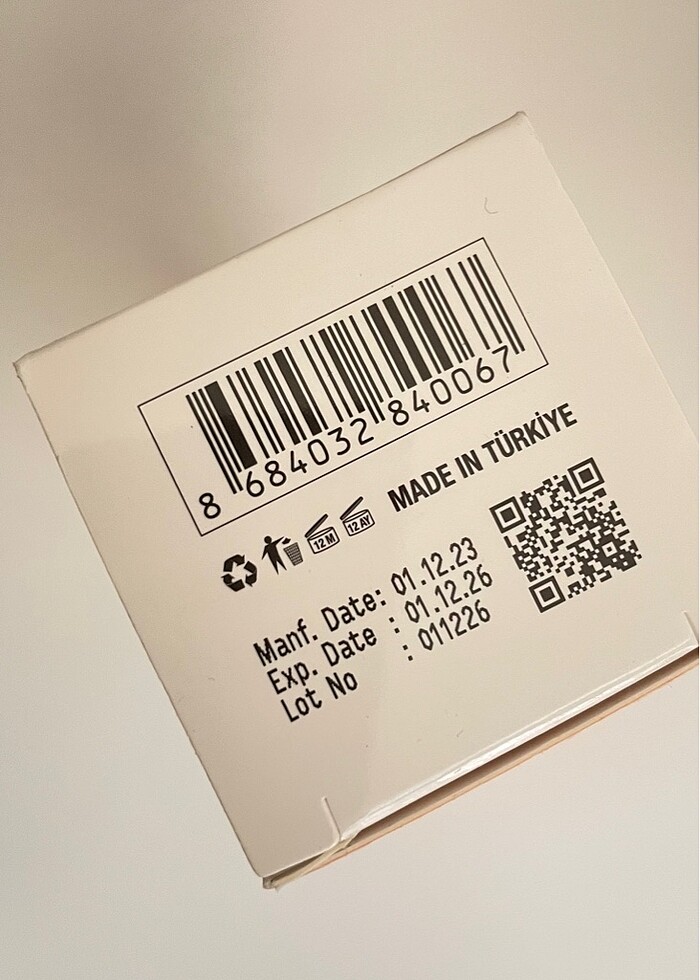 8 684032 840067
12 M 12 AY MADE IN TÜRKİYE
Manf. Date: 01.12.23
Exp. Date : 01.12.26
Lot No : 011226